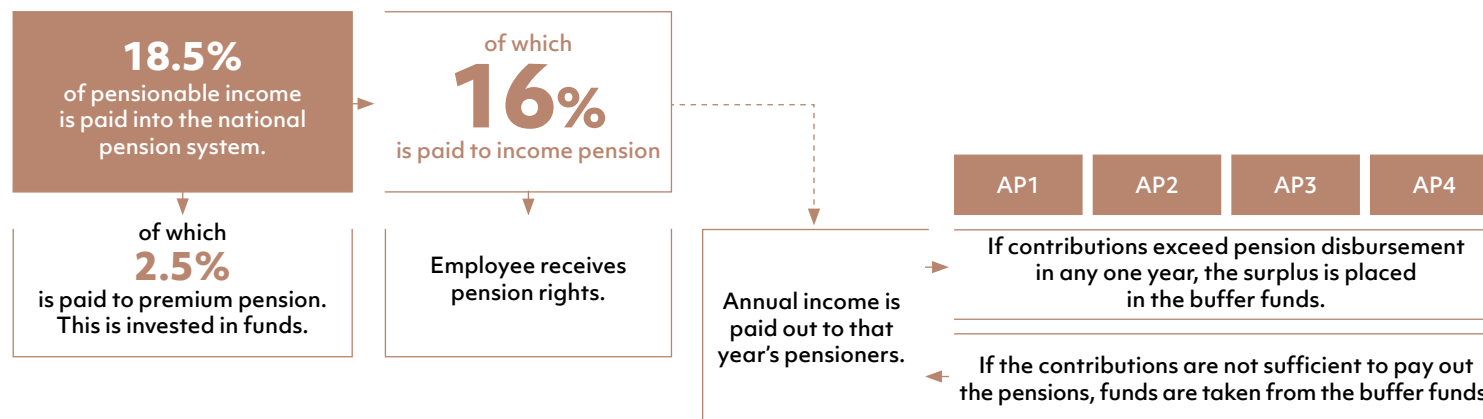 18.5%
of pensionable income
is paid into the national
pension system.
of which
16%
is paid to income pension
of which
2.5%
is paid to premium pension.
This is invested in funds.
Employee receives
pension rights.
Annual income is
paid out to that
year's pensioners.
AP1 AP2 AP3 AP4
If contributions exceed pension disbursement
in any one year, the surplus is placed
in the buffer funds.
If the contributions are not sufficient to pay out
the pensions, funds are taken from the buffer funds